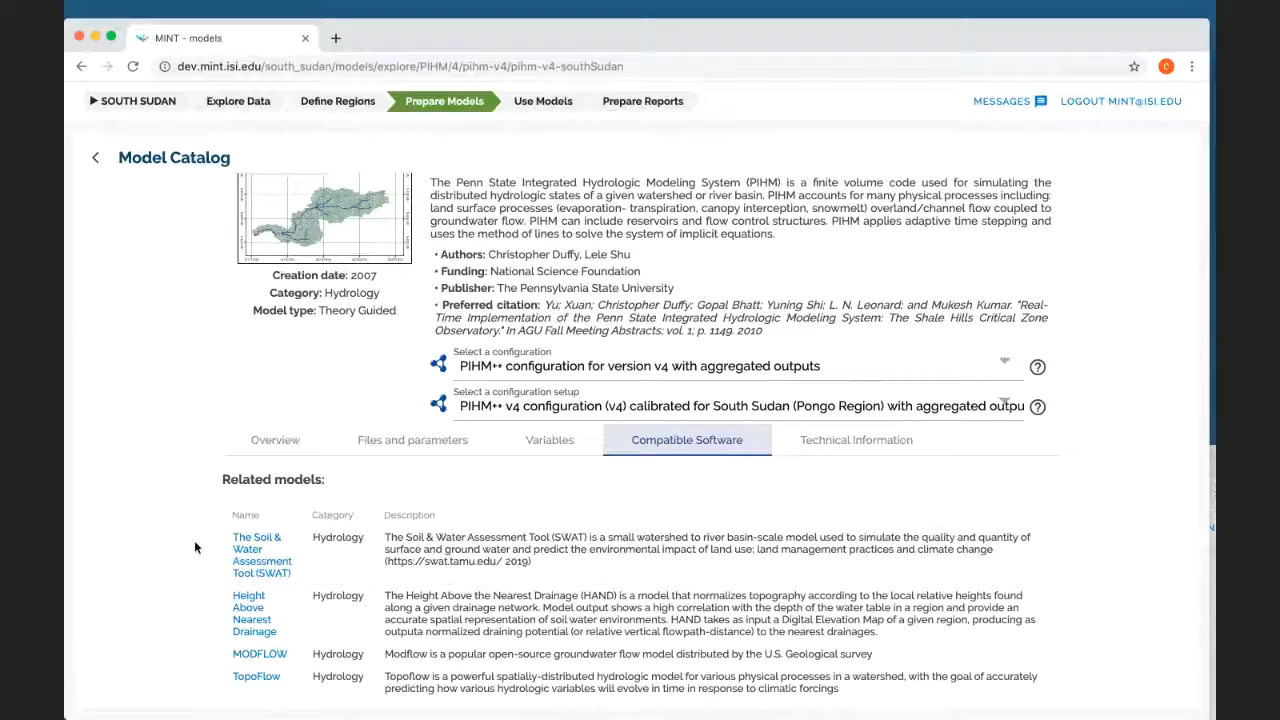 MINT - models
dev.mint.isi.edu/south_sudan/models/explore/PIHM/4/pihm-v4/pihm-v4-southSudan
C
SOUTH SUDAN Explore Data Define Regions Prepare Models Use Models Prepare Reports MESSAGES LOGOUT MINT@ISI.EDU
Model Catalog
Creation date: 2007
Category: Hydrology
Model type: Theory Guided
The Penn State Integrated Hydrologic Modeling System (PIHM) is a finite volume code used for simulating the
distributed hydrologic states of a given watershed or river basin. PIHM accounts for many physical processes including:
land surface processes (evaporation- transpiration, canopy interception, snowmelt) overland/channel flow coupled to
groundwater flow. PIHM can include reservoirs and flow control structures. PIHM applies adaptive time stepping and
uses the method of lines to solve the system of implicit equations.
• Authors: Christopher Duffy, Lele Shu
• Funding: National Science Foundation
• Publisher: The Pennsylvania State University
• Preferred citation: Yu; Xuan; Christopher Duffy; Gopal Bhatt; Yuning Shi; L. N. Leonard; and Mukesh Kumar. "Real-
Time Implementation of the Penn State Integrated Hydrologic Modeling System: The Shale Hills Critical Zone
Observatory." In AGU Fall Meeting Abstracts; vol. 1; p. 1149. 2010
Select a configuration
PIHM++ configuration for version v4 with aggregated outputs
Select a configuration setup
PIHM++ v4 configuration (v4) calibrated for South Sudan (Pongo Region) with aggregated outpu
Overview Files and parameters Variables Compatible Software Technical Information
Related models:
Name Category Description
The Soil &
Water
Assessment
Tool (SWAT)
Hydrology
The Soil & Water Assessment Tool (SWAT) is a small watershed to river basin-scale model used to simulate the quality and quantity of
surface and ground water and predict the environmental impact of land use; land management practices and climate change
(https://swat.tamu.edu/ 2019)
Height
Above
Nearest
Drainage
Hydrology
The Height Above the Nearest Drainage (HAND) is a model that normalizes topography according to the local relative heights found
along a given drainage network. Model output shows a high correlation with the depth of the water table in a region and provide an
accurate spatial representation of soil water environments. HAND takes as input a Digital Elevation Map of a given region, producing as
outputa normalized draining potential (or relative vertical flowpath-distance) to the nearest drainages.
MODFLOW Hydrology Modflow is a popular open-source groundwater flow model distributed by the U.S. Geological survey
TopoFlow Hydrology Topoflow is a powerful spatially-distributed hydrologic model for various physical processes in a watershed, with the goal of accurately
predicting how various hydrologic variables will evolve in time in response to climatic forcings